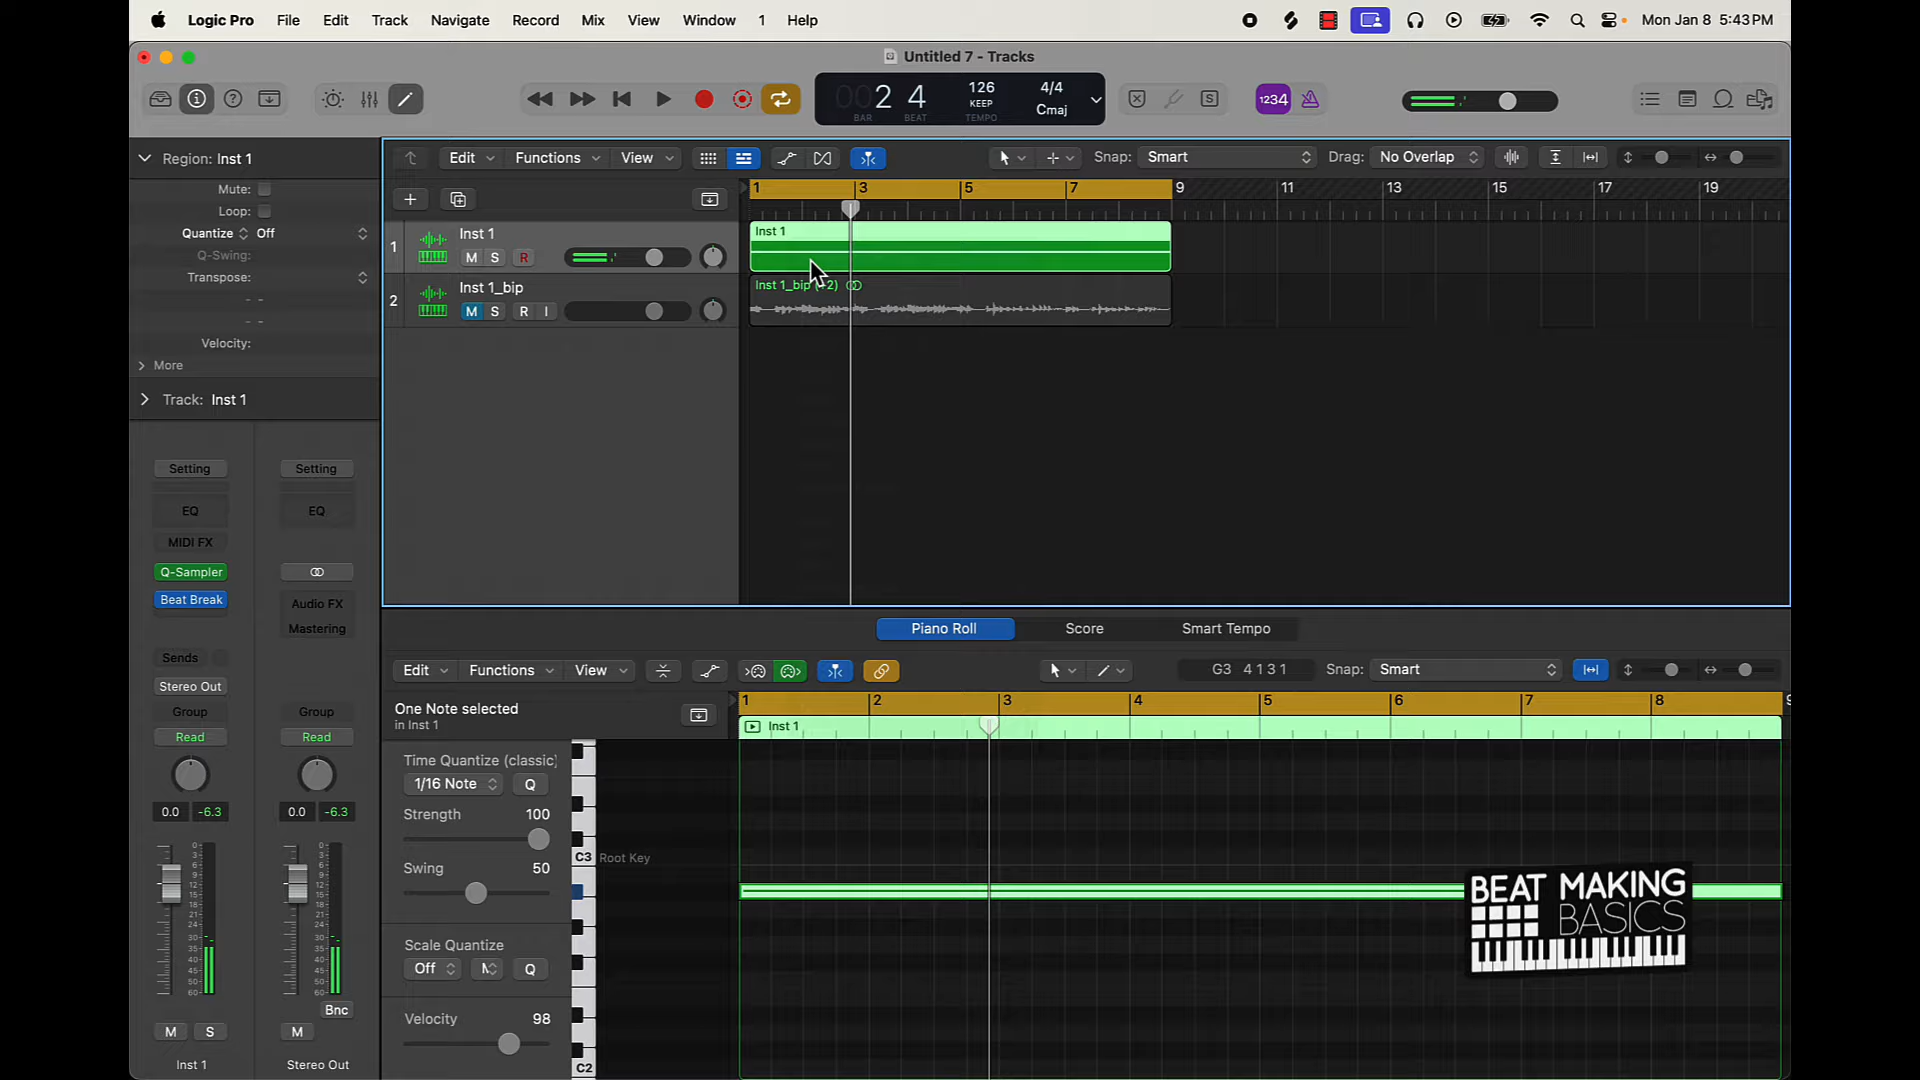 Logic Pro File Edit Track Navigate Record Mix View Window 1 Help Mon Jan 8 5:43 PM
Untitled 7 - Tracks
002 4 126 4/4
KEEP Cmaj
BAR BEAT TEMPO
1234
Region: Inst 1
Edit Functions View Snap: Smart Drag: No Overlap
Mute:
Loop:
Quantize Off
Q-Swing:
Transpose:
Velocity:
More
Track: Inst 1
1 3 5 7 9 11 13 15 17 19
1 Inst 1
M S R
Inst 1
2 Inst 1_bip
M S R I
Setting Setting
EQ EQ
MIDI FX
Q-Sampler
Beat Break Audio FX
Mastering
Sends
Stereo Out
Group Group
Read Read
0.0 -6.3 0.0 -6.3
Bnc
M S M
Inst 1 Stereo Out
Piano Roll Score Smart Tempo
Edit Functions View G3 4 1 3 1 Snap: Smart
One Note selected
in Inst 1
1 2 3 4 5 6 7 8
Inst 1
Time Quantize (classic)
1/16 Note Q
Strength 100
Swing 50
Scale Quantize
Off Q
Velocity 98
C3 Root Key
C2
BEAT MAKING
BASICS